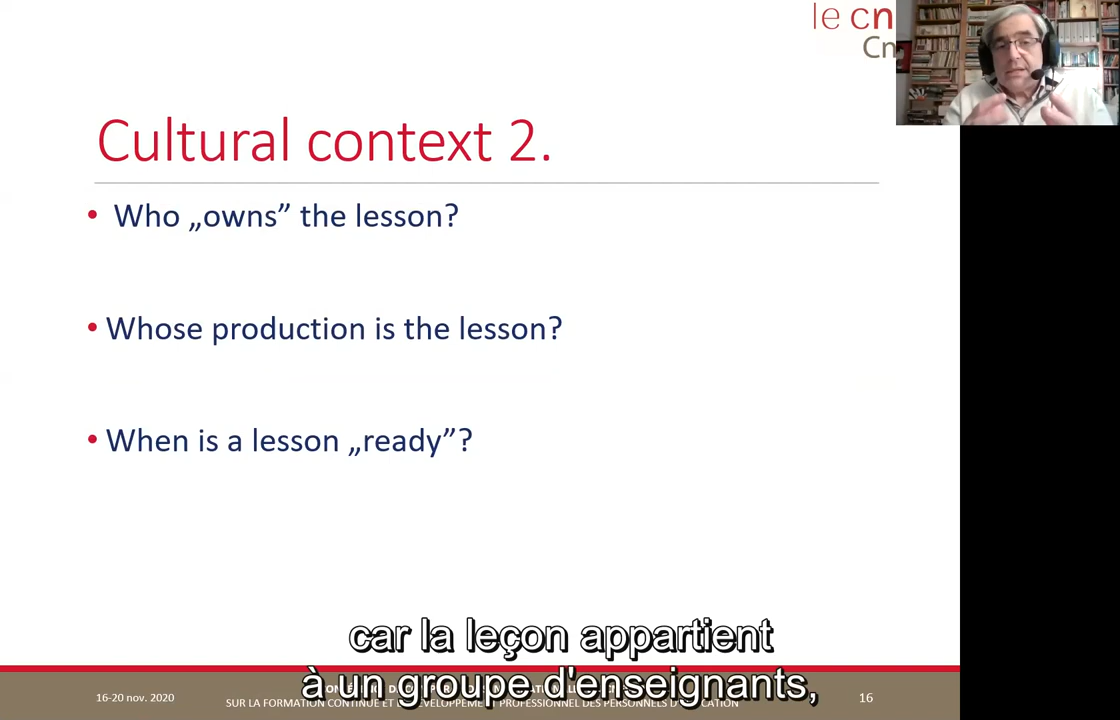 le cn
Cn
Cultural context 2.
• Who „owns” the lesson?
• Whose production is the lesson?
• When is a lesson „ready”?
car la leçon appartient
à un groupe d'enseignants,
16-20 nov. 2020
SUR LA FORMATION CONTINUE ET LE DÉVELOPPEMENT PROFESSIONNEL DES PERSONNELS D'ÉDUCATION
16